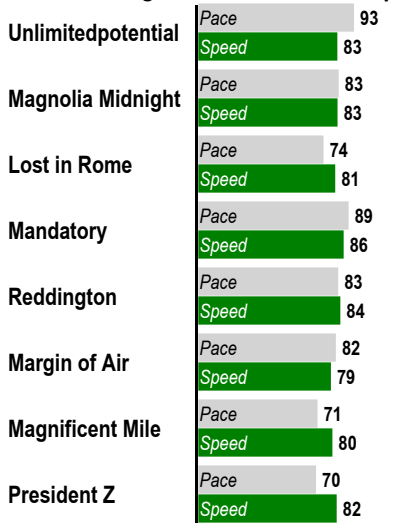 Pace 93
Unlimitedpotential
Speed 83
Pace 83
Magnolia Midnight
Speed 83
Pace 74
Lost in Rome
Speed 81
Pace 89
Mandatory
Speed 86
Pace 83
Reddington
Speed 84
Pace 82
Margin of Air
Speed 79
Pace 71
Magnificent Mile
Speed 80
Pace 70
President Z
Speed 82